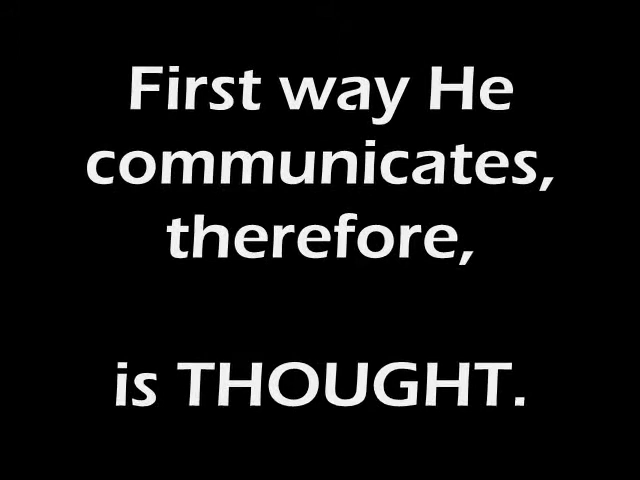 First way He
communicates,
therefore,
is THOUGHT.